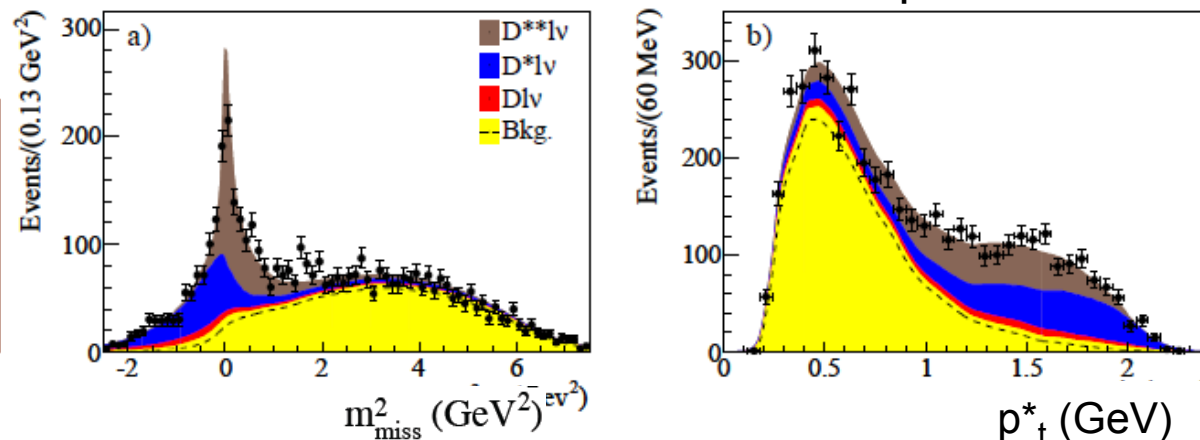 a)
Events/(0.13 GeV²)
300
200
100
0
-2 0 2 4 6
D**lν
D*lν
Dlν
Bkg.
m²miss (GeV²)
b)
Events/(60 MeV)
300
200
100
0
0 0.5 1 1.5 2
p*t (GeV)